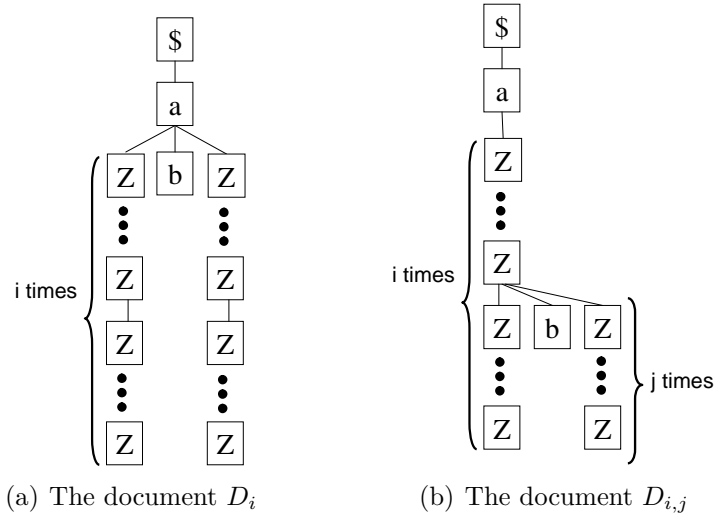 $
a
Z b Z
i times
Z Z
Z Z
Z Z
(a) The document D_i
$
a
Z
i times
Z
Z b Z
j times
Z Z
(b) The document D_{i,j}